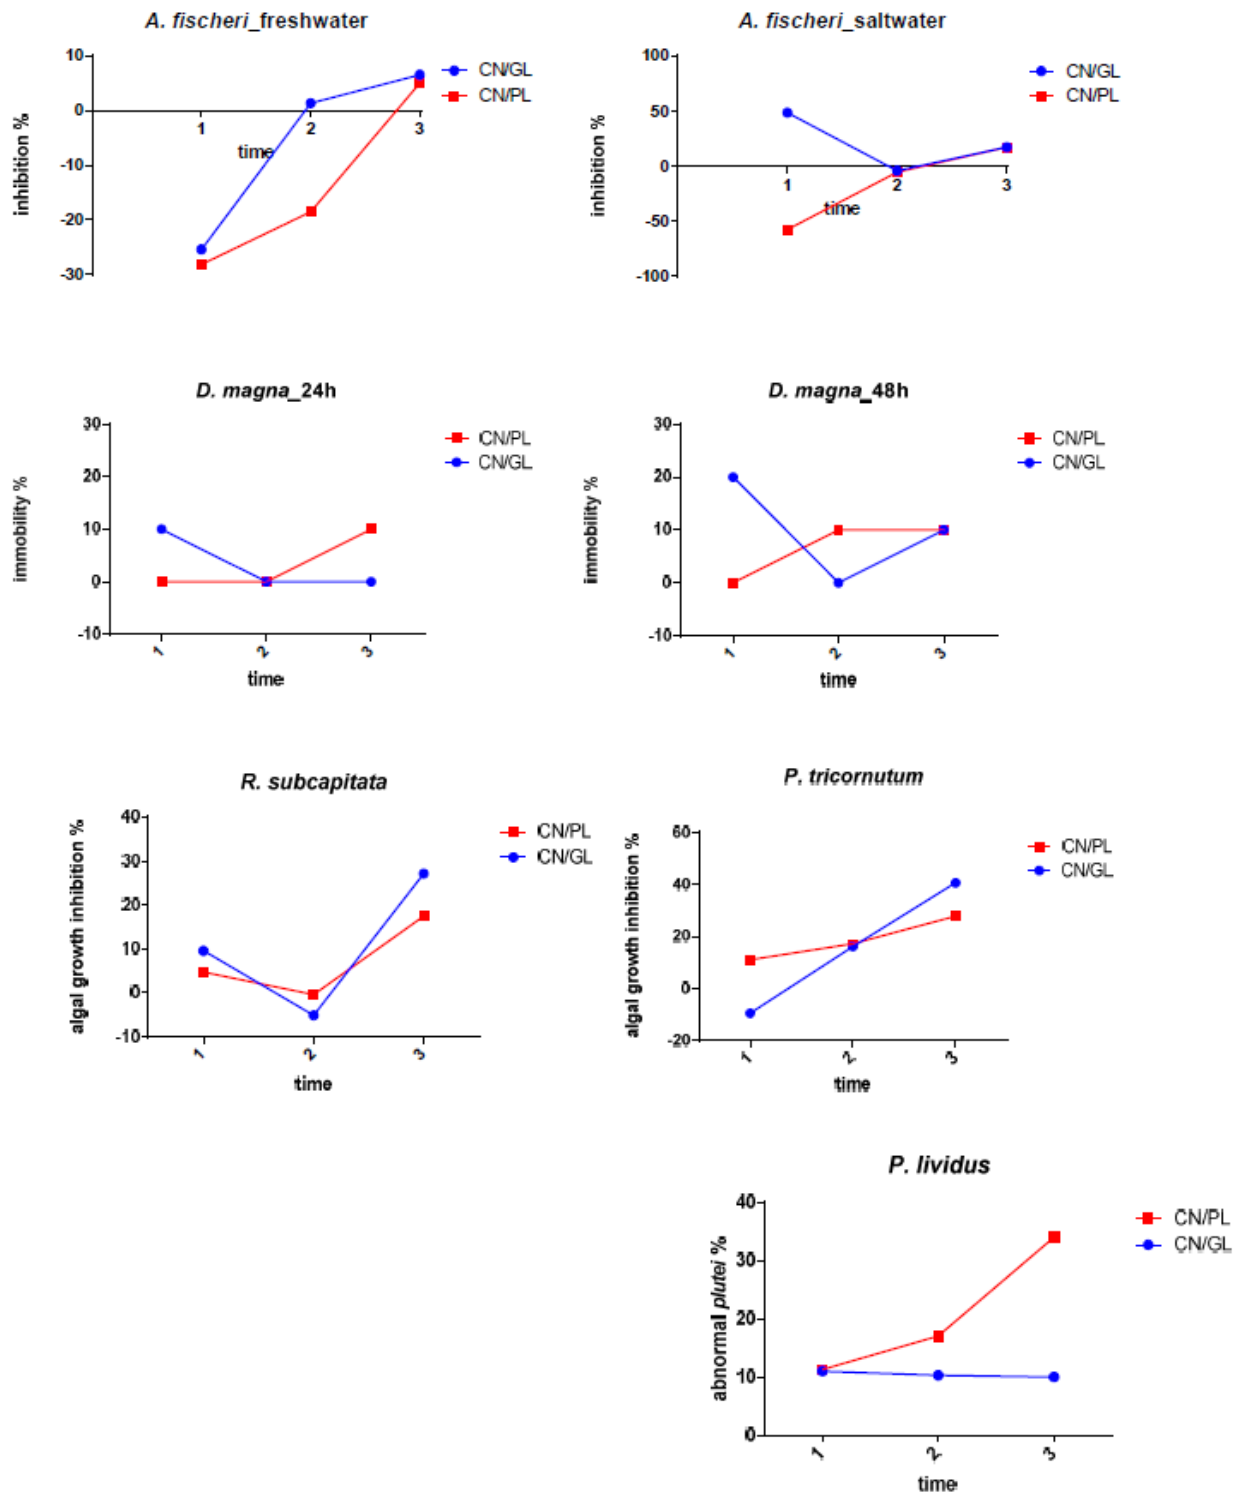 A. fischeri_freshwater
10
0
-10
-20
-30
inhibition %
1
2
3
time
CN/GL
CN/PL
A. fischeri_saltwater
100
50
0
-50
-100
inhibition %
1
2
3
time
CN/GL
CN/PL
D. magna_24h
30
20
10
0
-10
immobility %
1
2
3
time
CN/PL
CN/GL
D. magna_48h
30
20
10
0
-10
immobility %
1
2
3
time
CN/PL
CN/GL
R. subcapitata
40
30
20
10
0
-10
algal growth inhibition %
1
2
3
time
CN/PL
CN/GL
P. tricornutum
60
40
20
0
-20
algal growth inhibition %
1
2
3
time
CN/PL
CN/GL
P. lividus
40
30
20
10
0
abnormal plutei %
1
2
3
time
CN/PL
CN/GL